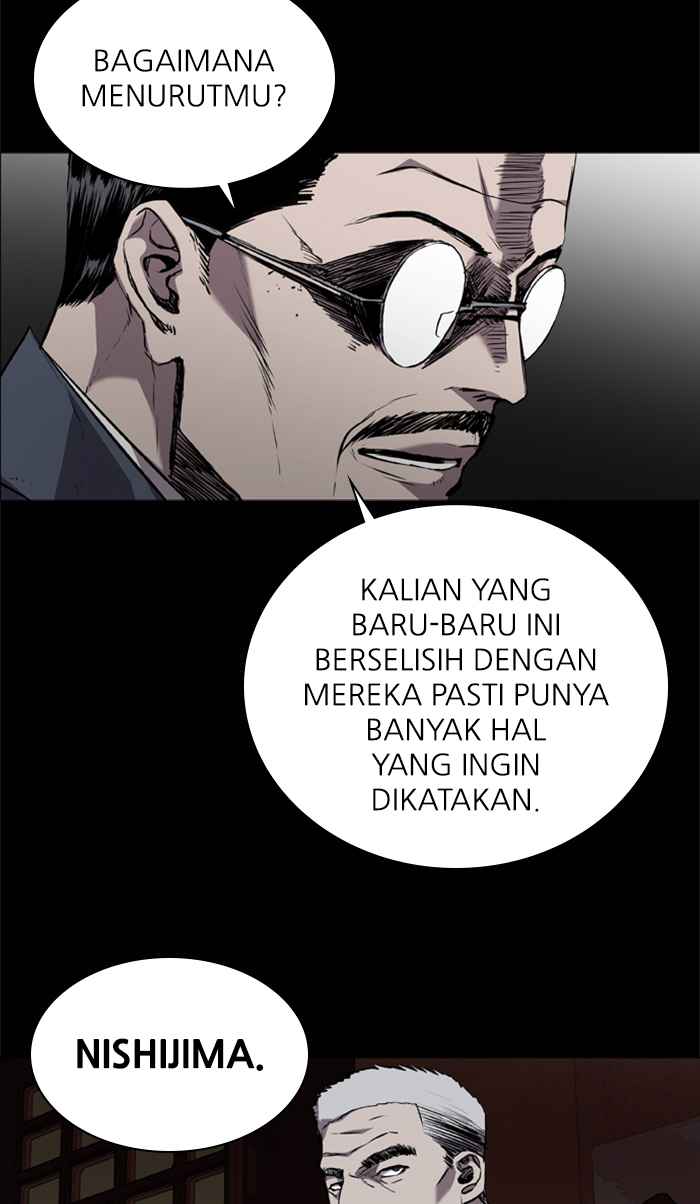 BAGAIMANA
MENURUTMU?
KALIAN YANG
BARU-BARU INI
BERSELISIH DENGAN
MEREKA PASTI PUNYA
BANYAK HAL
YANG INGIN
DIKATAKAN.
NISHIJIMA.